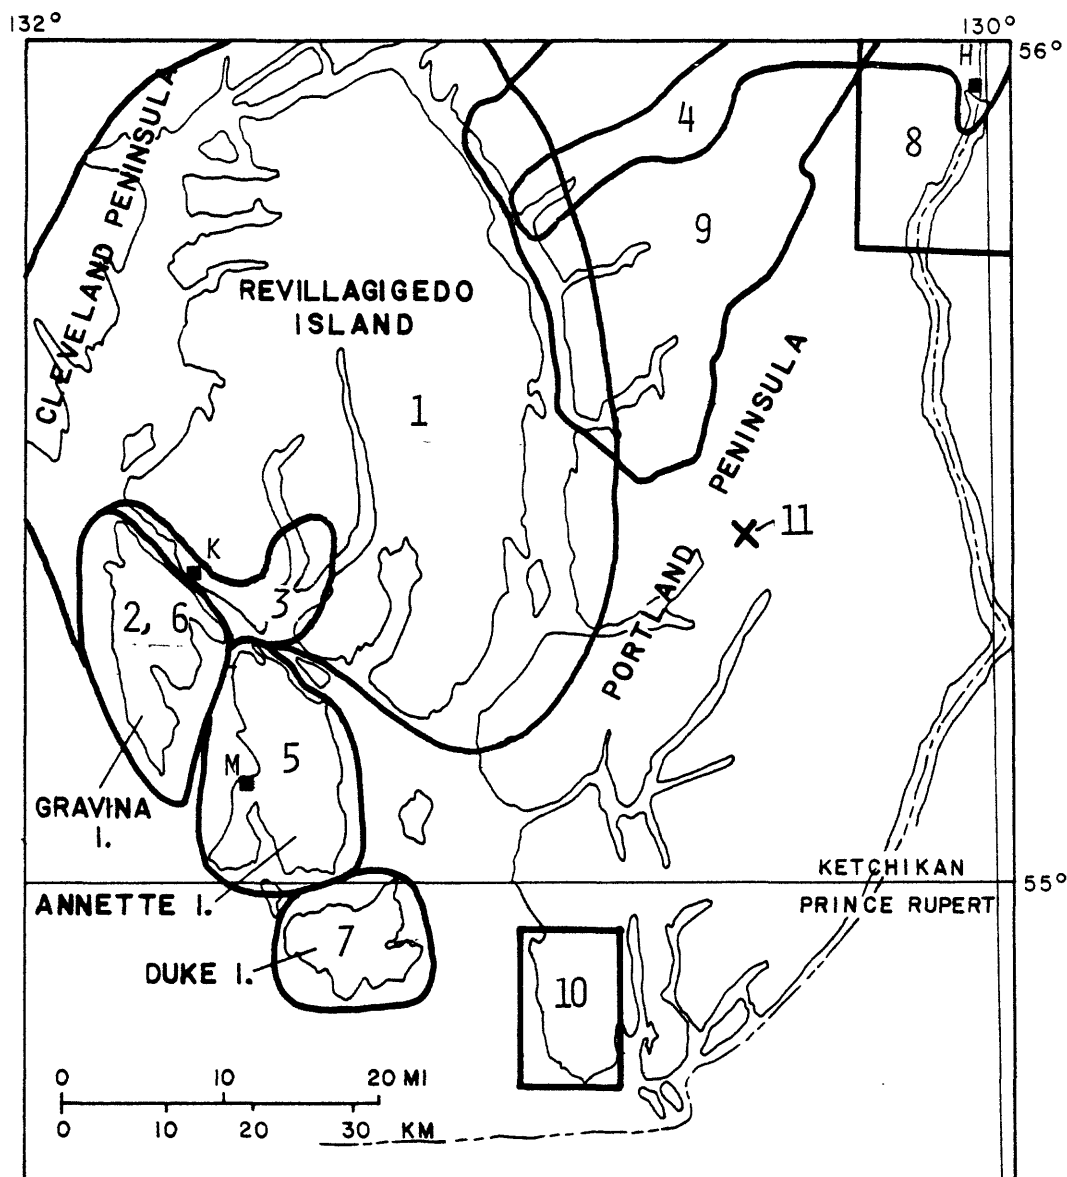 132°
130°
56°
H
4
8
CLEVELAND PENINSULA
9
REVILLAGIGEDO
ISLAND
1
PORTLAND PENINSULA
11
K
2, 6
3
M
5
GRAVINA
I.
KETCHIKAN
55°
ANNETTE I.
PRINCE RUPERT
7
DUKE I.
10
0 10 20 MI
0 10 20 30 KM